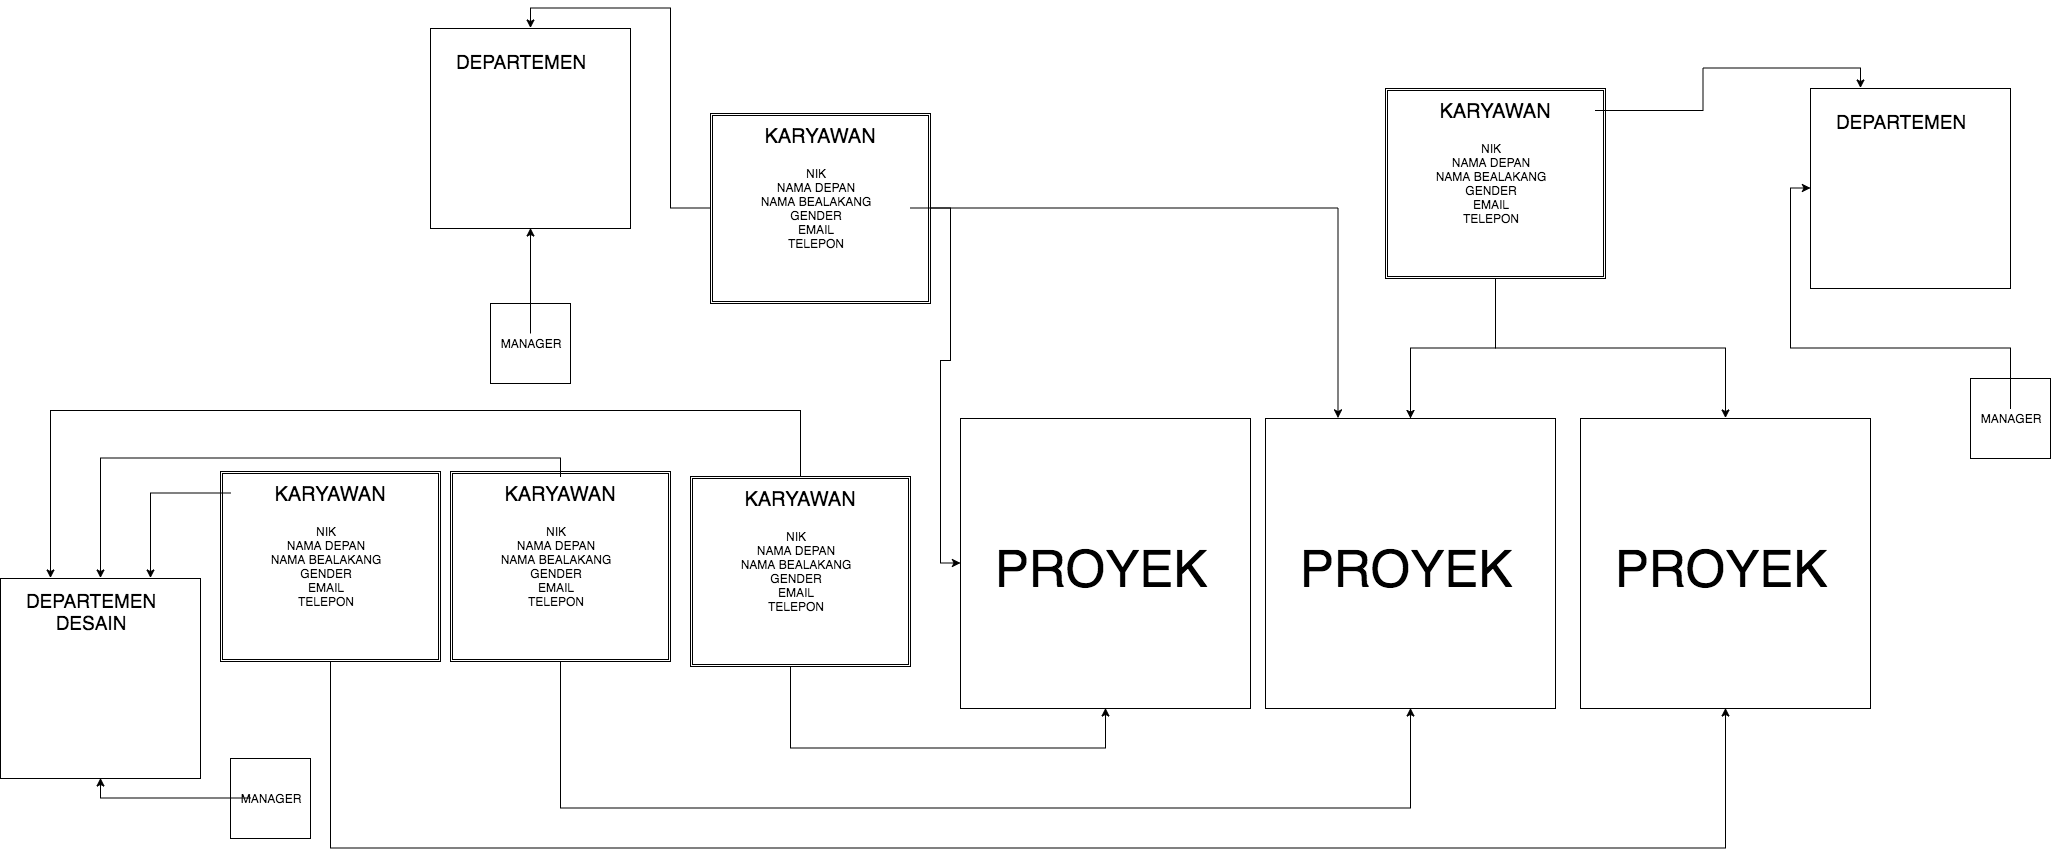 DEPARTEMEN
KARYAWAN
NIK
NAMA DEPAN
NAMA BEALAKANG
GENDER
EMAIL
TELEPON
KARYAWAN
NIK
NAMA DEPAN
NAMA BEALAKANG
GENDER
EMAIL
TELEPON
DEPARTEMEN
MANAGER
MANAGER
KARYAWAN
NIK
NAMA DEPAN
NAMA BEALAKANG
GENDER
EMAIL
TELEPON
KARYAWAN
NIK
NAMA DEPAN
NAMA BEALAKANG
GENDER
EMAIL
TELEPON
KARYAWAN
NIK
NAMA DEPAN
NAMA BEALAKANG
GENDER
EMAIL
TELEPON
PROYEK
PROYEK
PROYEK
DEPARTEMEN
DESAIN
MANAGER